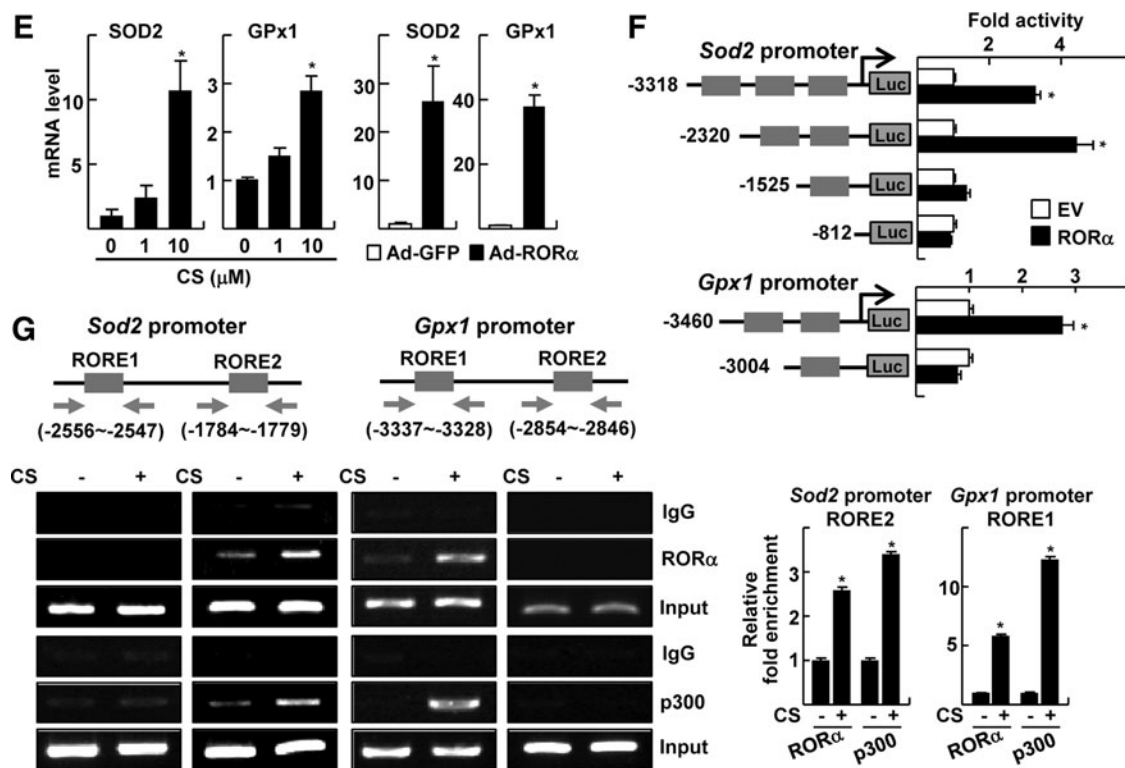 E
SOD2
GPx1
SOD2
GPx1
mRNA level
10
5
3
2
1
30
20
10
40
20
0 1 10
0 1 10
CS (μM)
Ad-GFP Ad-RORα
F
Fold activity
2 4
Sod2 promoter
-3318 Luc
*
-2320 Luc
*
-1525 Luc
-812 Luc
EV
RORα
1 2 3
Gpx1 promoter
-3460 Luc
*
-3004 Luc
G
Sod2 promoter
RORE1 RORE2
(-2556~-2547) (-1784~-1779)
Gpx1 promoter
RORE1 RORE2
(-3337~-3328) (-2854~-2846)
CS - + CS - + CS - + CS - +
IgG
RORα
Input
IgG
p300
Input
Sod2 promoter
RORE2
Gpx1 promoter
RORE1
Relative
fold enrichment
3
2
1
10
5
CS - + - +
RORα p300
CS - + - +
RORα p300